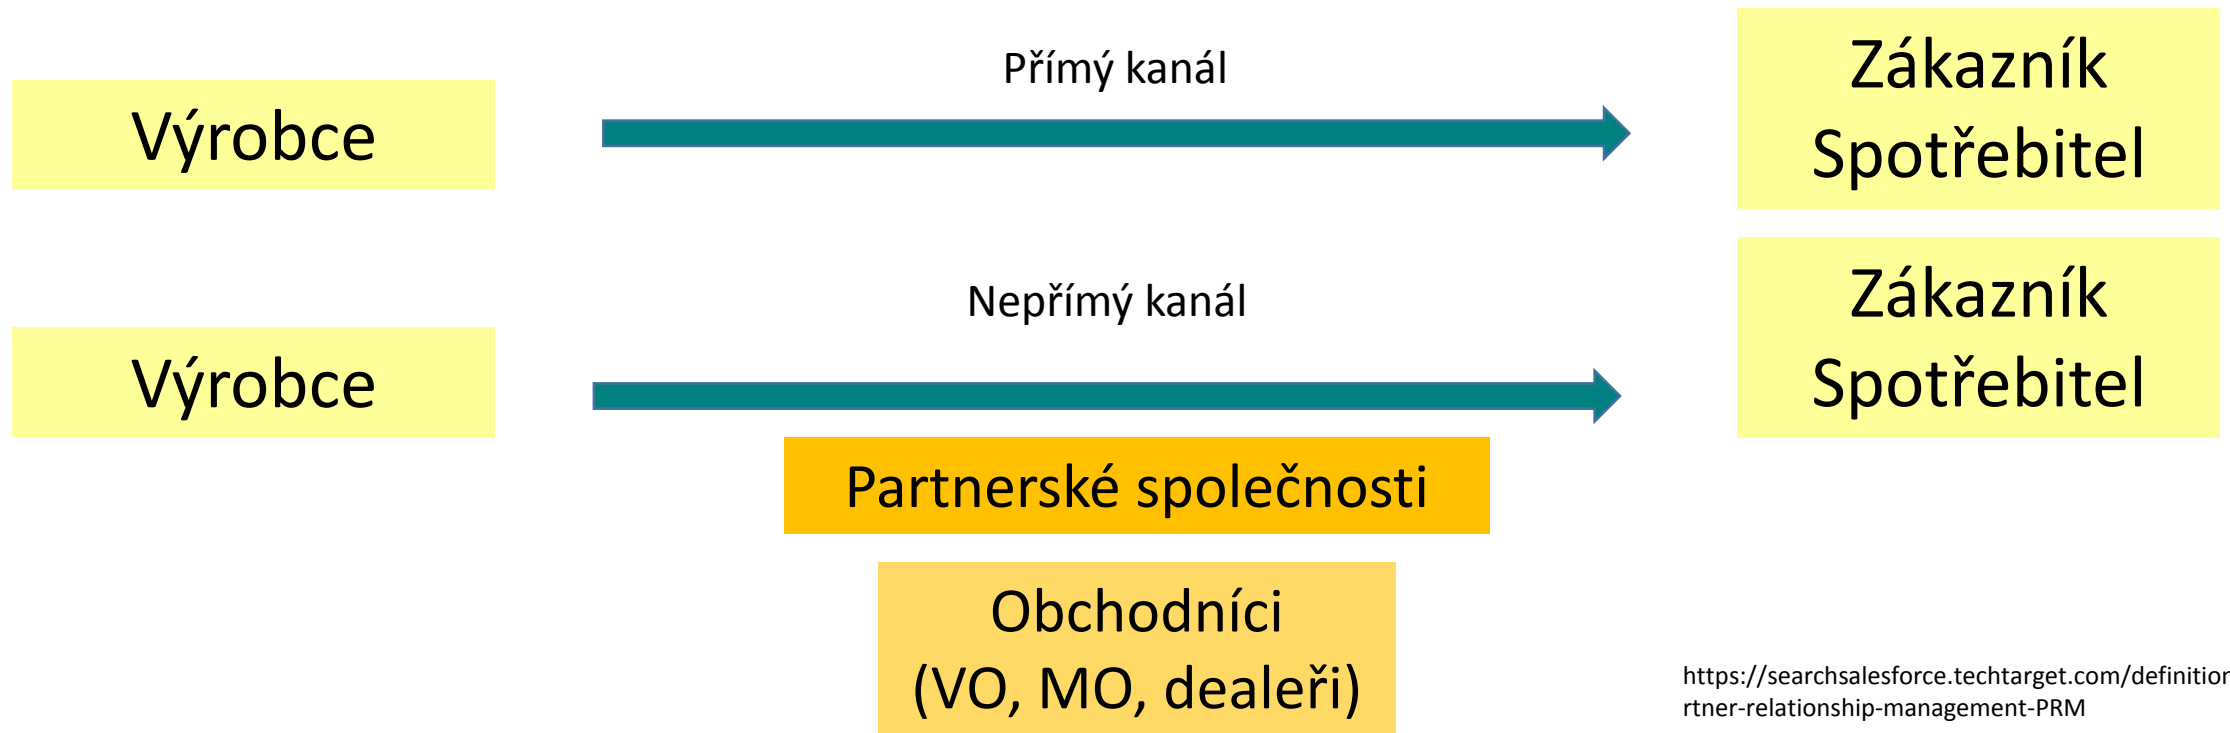 Přímý kanál
Výrobce
Zákazník
Spotřebitel
Nepřímý kanál
Výrobce
Zákazník
Spotřebitel
Partnerské společnosti
Obchodníci
(VO, MO, dealeři)
https://searchsalesforce.techtarget.com/definition
rtner-relationship-management-PRM